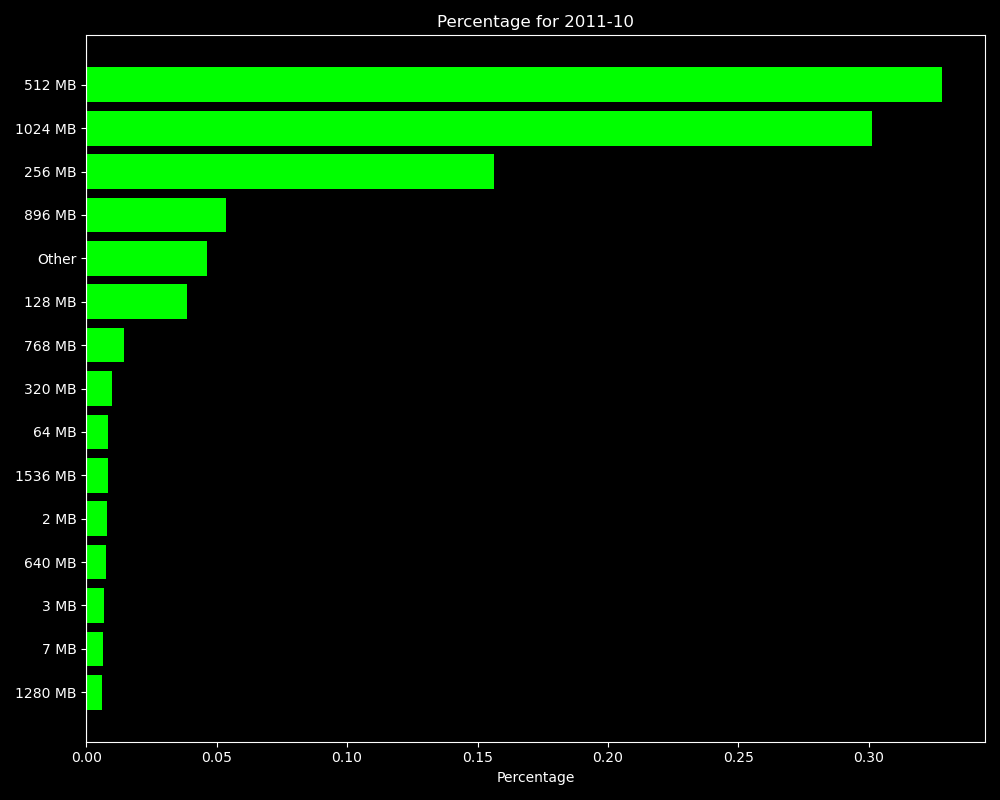 Percentage for 2011-10
512 MB
1024 MB
256 MB
896 MB
Other
128 MB
768 MB
320 MB
64 MB
1536 MB
2 MB
640 MB
3 MB
7 MB
1280 MB
0.00 0.05 0.10 0.15 0.20 0.25 0.30
Percentage